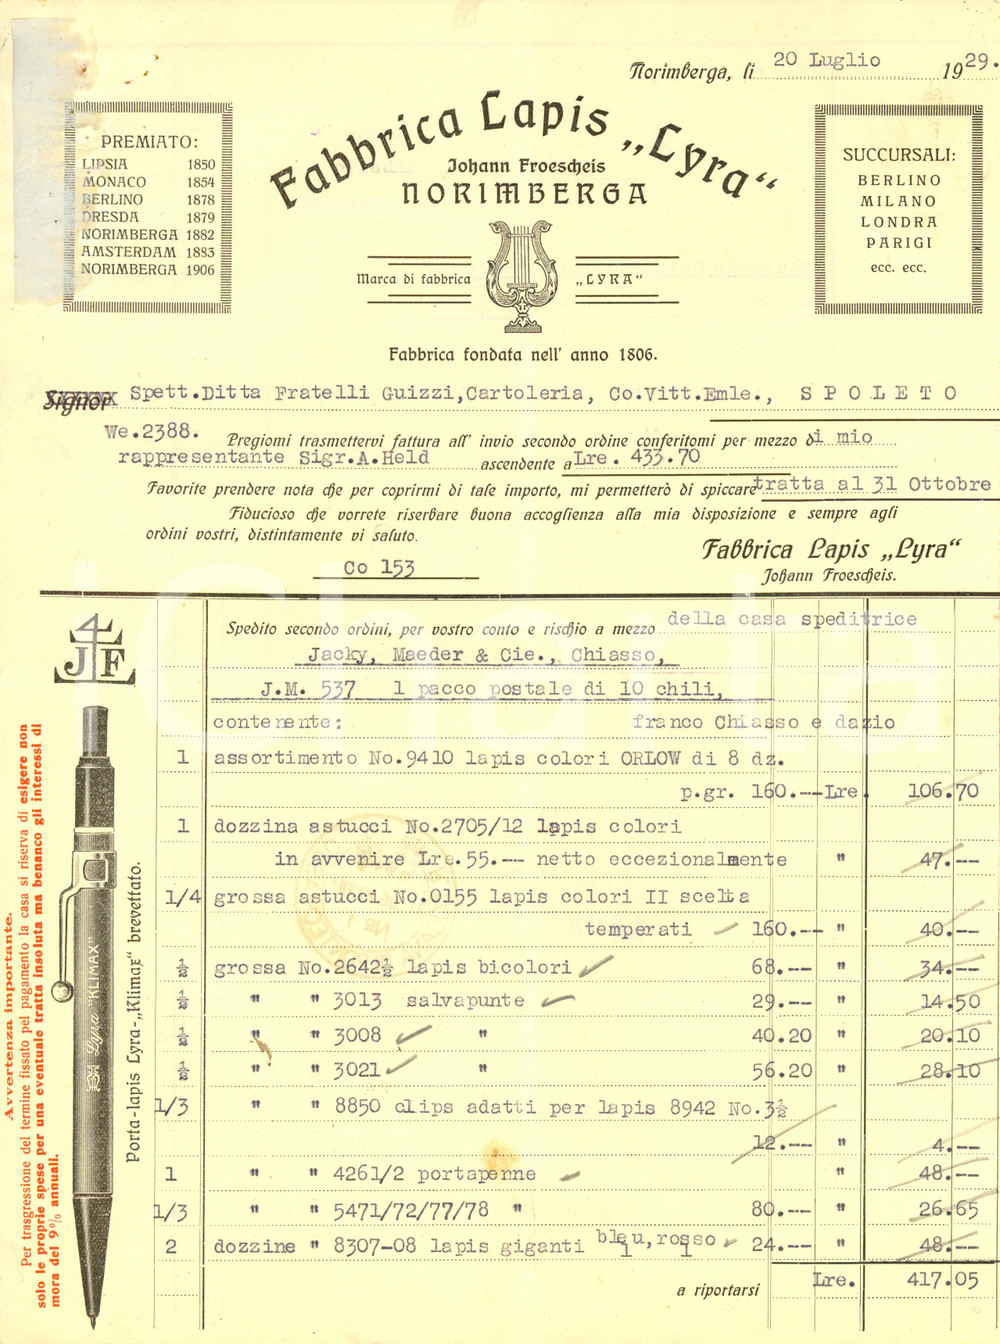 Norimberga, li 20 Luglio 1929.
PREMIATO:
LIPSIA 1850
MONACO 1854
BERLINO 1878
DRESDA 1879
NORIMBERGA 1882
AMSTERDAM 1883
NORIMBERGA 1906
Fabbrica Lapis „Lyra“
Johann Froescheis
NORIMBERGA
Marca di fabbrica „LYRA“
Fabbrica fondata nell' anno 1806.
SUCCURSALI:
BERLINO
MILANO
LONDRA
PARIGI
ecc. ecc.
Signor Spett.Ditta Fratelli Guizzi,Cartoleria, Co.Vitt.Emle., SPOLETO
We.2388. Pregiomi trasmettervi fattura all' invio secondo ordine conferitomi per mezzo di mio
rappresentante Sigr.A.Held ascendente a Lre. 433.70
Favorite prendere nota che per coprirmi di tale importo, mi permetterò di spiccare tratta al 31 Ottobre
Fiducioso che vorrete riserbare buona accoglienza alla mia disposizione e sempre agli
ordini vostri, distintamente vi saluto.
Fabbrica Lapis „Lyra“
Johann Froescheis.
Co 153
4
J F
Spedito secondo ordini, per vostro conto e rischio a mezzo della casa speditrice
Jacky, Maeder & Cie., Chiasso,
J.M. 537 1 pacco postale di 10 chili,
contenente: franco Chiasso e dazio
1 assortimento No.9410 lapis colori ORLOW di 8 dz.
p.gr. 160.-- Lre. 106.70
1 dozzina astucci No.2705/12 lapis colori
in avvenire Lre.55.-- netto eccezionalmente " 47.--
1/4 grossa astucci No.0155 lapis colori II scelta
temperati 160.-- " 40.--
½ grossa No.2642½ lapis bicolori 68.-- " 34.--
½ " " 3013 salvapunte 29.-- " 14.50
½ " " 3008 " 40.20 " 20.10
½ " " 3021 " 56.20 " 28.10
1/3 " " 8850 clips adatti per lapis 8942 No.3½
12.-- " 4.--
1 " " 4261/2 portapenne " 48.--
1/3 " " 5471/72/77/78 " 80.-- " 26.65
2 dozzine " 8307-08 lapis giganti bleu,rosso 24.-- " 48.--
a riportarsi Lre. 417.05
Porta-lapis Lyra-„Klimax“ brevettato.
Lyra "KLIMAX"
Avvertenza importante.
Per trasgressione del termine fissato pel pagamento la casa si riserva di esigere non
solo le proprie spese per una eventuale tratta insoluta ma benanco gli interessi di
mora del 9% annuali.